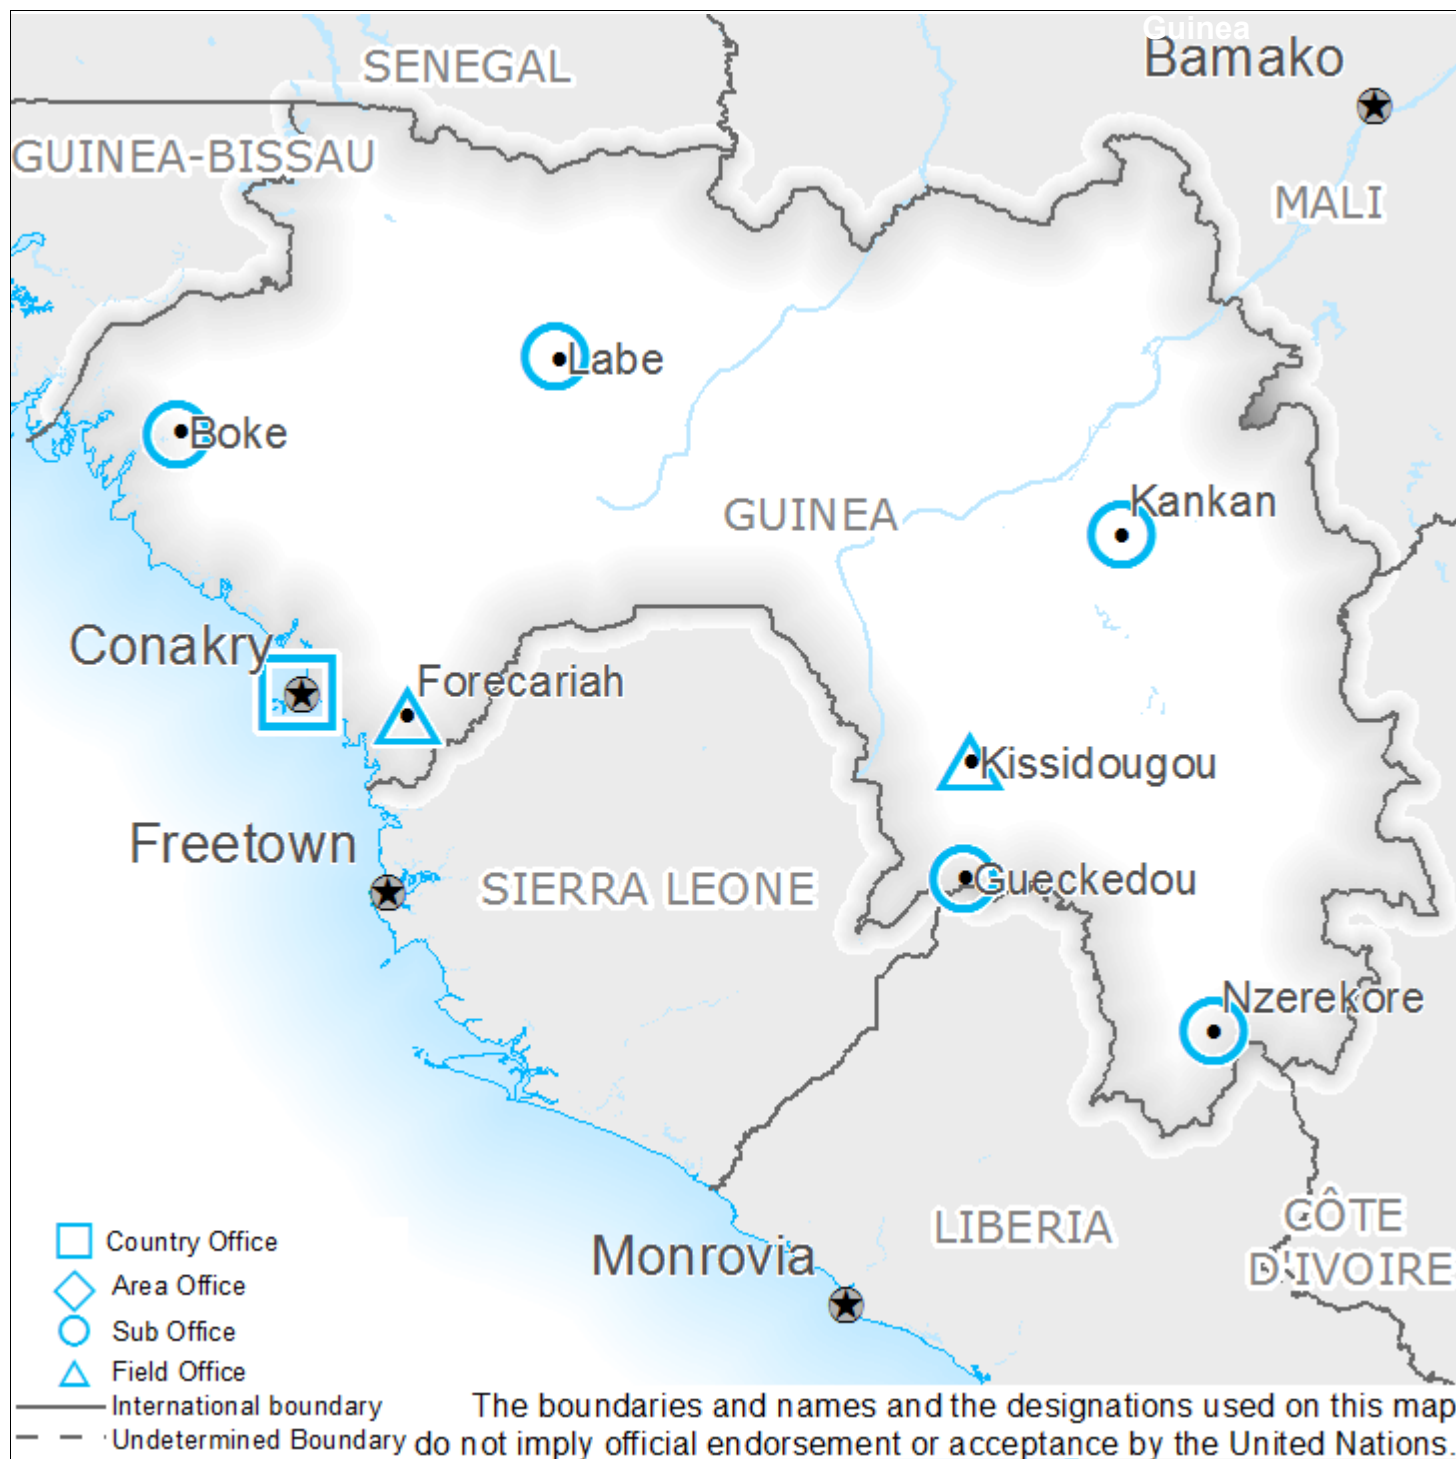 Guinea
Bamako
SENEGAL
GUINEA-BISSAU
MALI
Labe
Boke
Kankan
GUINEA
Conakry
Forecariah
Kissidougou
Freetown
SIERRA LEONE
Gueckedou
Nzerekore
LIBERIA
CÔTE
D'IVOIRE
Monrovia
Country Office
Area Office
Sub Office
Field Office
International boundary
Undetermined Boundary
The boundaries and names and the designations used on this map
do not imply official endorsement or acceptance by the United Nations.